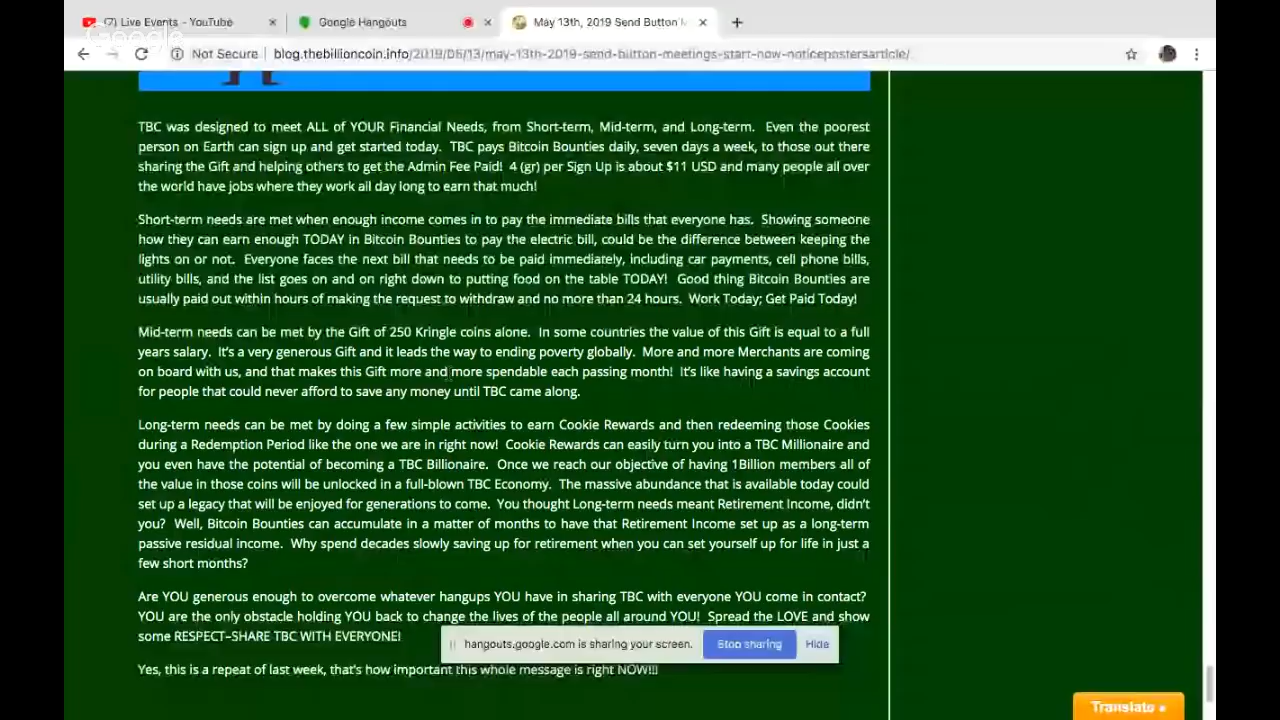 (7) Live Events - YouTube
Google Hangouts
May 13th, 2019 Send Button M
Google
Not Secure
blog.thebillioncoin.info/2019/05/13/may-13th-2019-send-button-meetings-start-now-noticepostersarticle/
TBC was designed to meet ALL of YOUR Financial Needs, from Short-term, Mid-term, and Long-term. Even the poorest
person on Earth can sign up and get started today. TBC pays Bitcoin Bounties daily, seven days a week, to those out there
sharing the Gift and helping others to get the Admin Fee Paid! 4 (gr) per Sign Up is about $11 USD and many people all over
the world have jobs where they work all day long to earn that much!
Short-term needs are met when enough income comes in to pay the immediate bills that everyone has. Showing someone
how they can earn enough TODAY in Bitcoin Bounties to pay the electric bill, could be the difference between keeping the
lights on or not. Everyone faces the next bill that needs to be paid immediately, including car payments, cell phone bills,
utility bills, and the list goes on and on right down to putting food on the table TODAY! Good thing Bitcoin Bounties are
usually paid out within hours of making the request to withdraw and no more than 24 hours. Work Today; Get Paid Today!
Mid-term needs can be met by the Gift of 250 Kringle coins alone. In some countries the value of this Gift is equal to a full
years salary. It's a very generous Gift and it leads the way to ending poverty globally. More and more Merchants are coming
on board with us, and that makes this Gift more and more spendable each passing month! It's like having a savings account
for people that could never afford to save any money until TBC came along.
Long-term needs can be met by doing a few simple activities to earn Cookie Rewards and then redeeming those Cookies
during a Redemption Period like the one we are in right now! Cookie Rewards can easily turn you into a TBC Millionaire and
you even have the potential of becoming a TBC Billionaire. Once we reach our objective of having 1Billion members all of
the value in those coins will be unlocked in a full-blown TBC Economy. The massive abundance that is available today could
set up a legacy that will be enjoyed for generations to come. You thought Long-term needs meant Retirement Income, didn't
you? Well, Bitcoin Bounties can accumulate in a matter of months to have that Retirement Income set up as a long-term
passive residual income. Why spend decades slowly saving up for retirement when you can set yourself up for life in just a
few short months?
Are YOU generous enough to overcome whatever hangups YOU have in sharing TBC with everyone YOU come in contact?
YOU are the only obstacle holding YOU back to change the lives of the people all around YOU! Spread the LOVE and show
some RESPECT–SHARE TBC WITH EVERYONE!
hangouts.google.com is sharing your screen.
Stop sharing
Hide
Yes, this is a repeat of last week, that's how important this whole message is right NOW!!!
Translate »